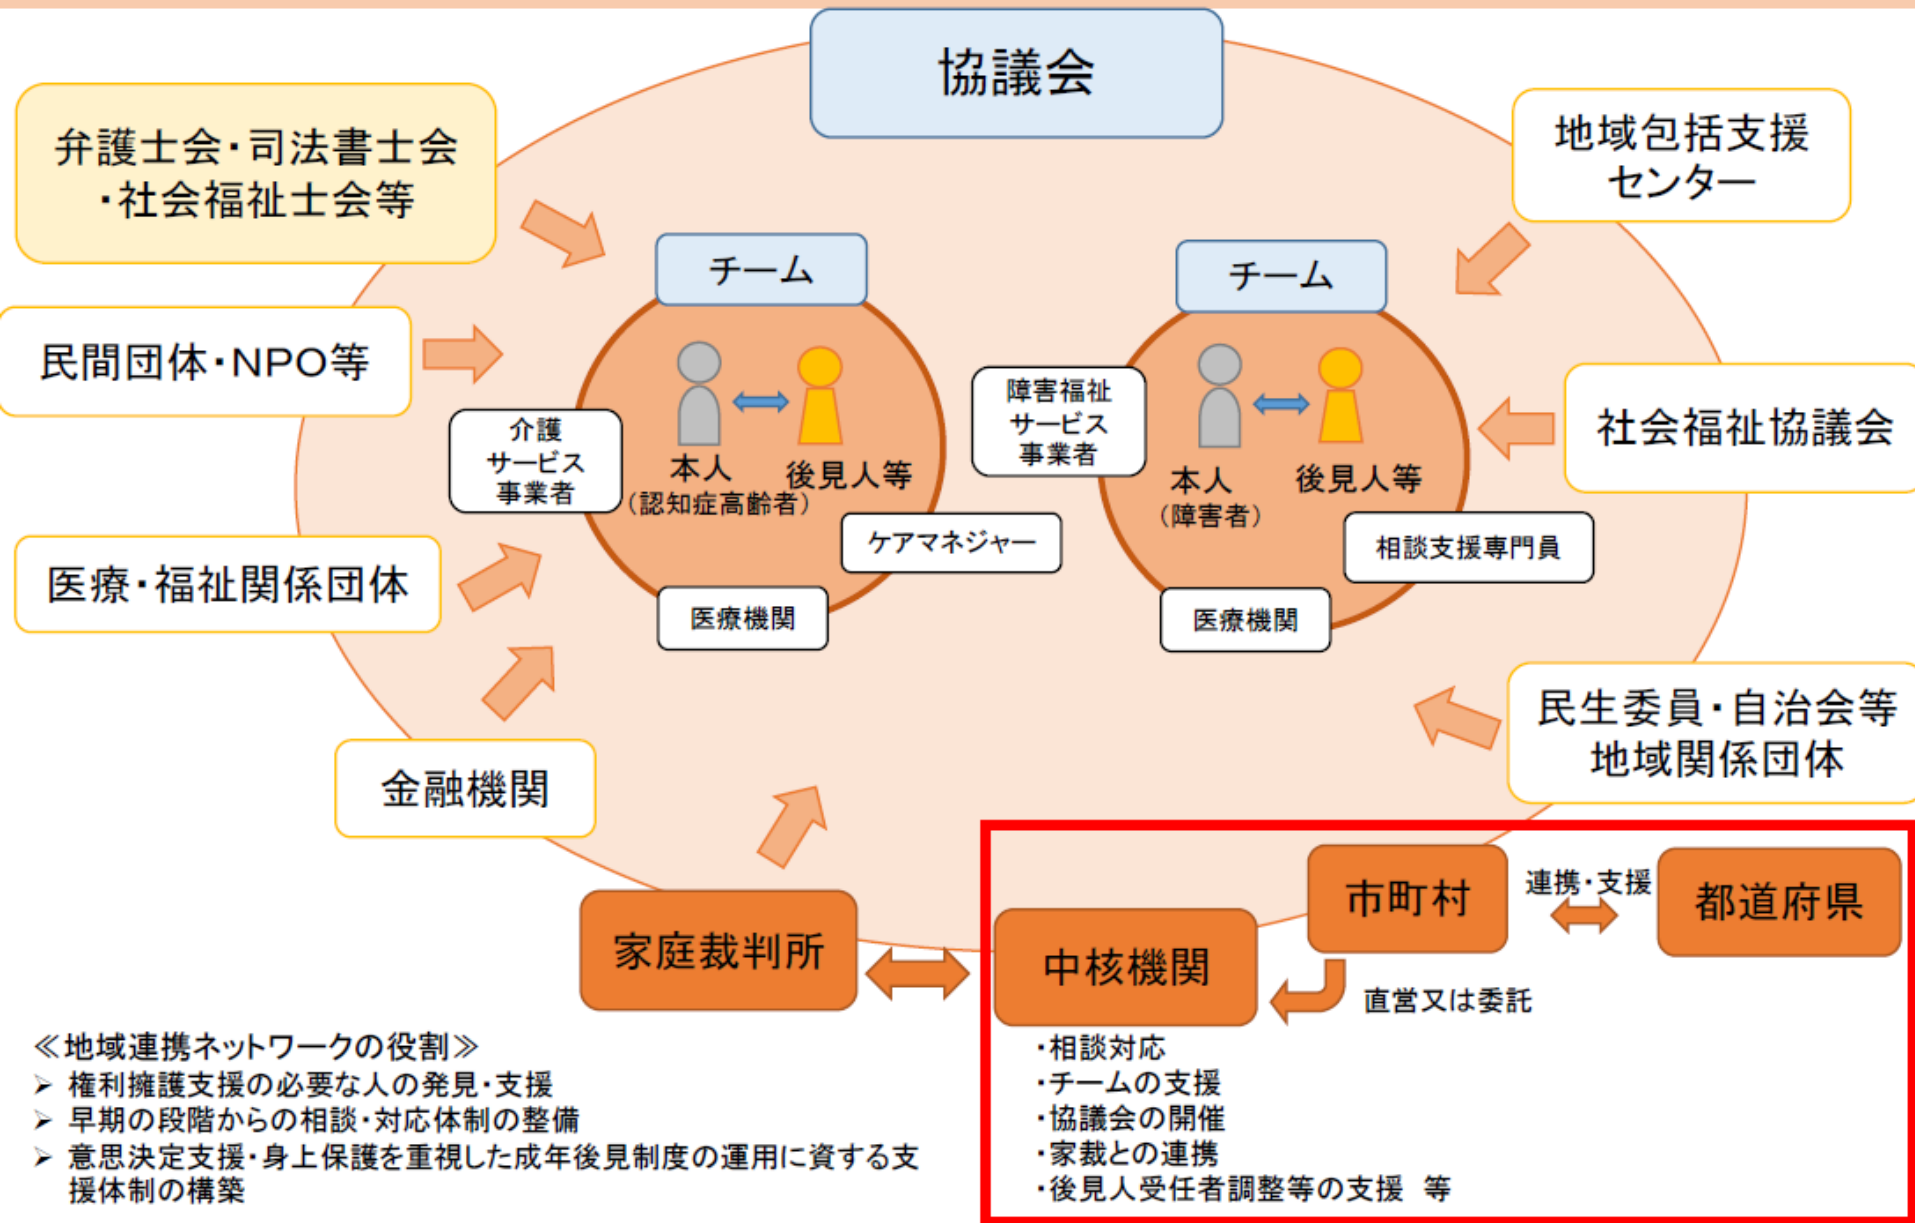 協議会
弁護士会・司法書士会
・社会福祉士会等
地域包括支援
センター
チーム
チーム
民間団体・NPO等
障害福祉
サービス
事業者
社会福祉協議会
介護
サービス
事業者
本人
(認知症高齢者)
後見人等
本人
(障害者)
後見人等
ケアマネジャー
相談支援専門員
医療・福祉関係団体
医療機関
医療機関
民生委員・自治会等
地域関係団体
金融機関
市町村
連携・支援
都道府県
家庭裁判所
中核機関
直営又は委託
≪地域連携ネットワークの役割≫
➢ 権利擁護支援の必要な人の発見・支援
➢ 早期の段階からの相談・対応体制の整備
➢ 意思決定支援・身上保護を重視した成年後見制度の運用に資する支
援体制の構築
・相談対応
・チームの支援
・協議会の開催
・家裁との連携
・後見人受任者調整等の支援 等